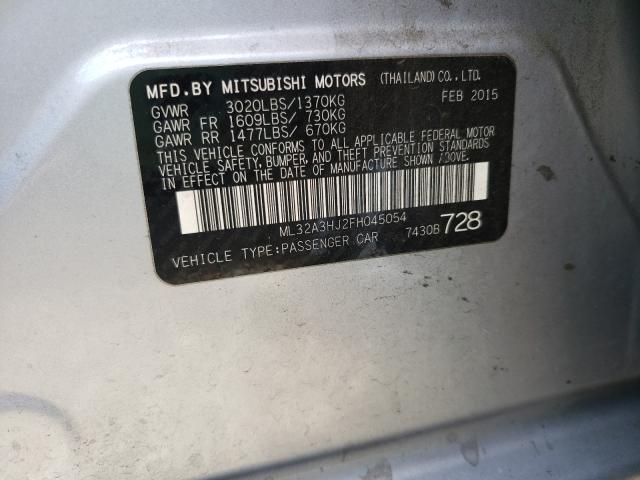 MFD.BY MITSUBISHI MOTORS (THAILAND) CO., LTD.
GVWR 3020LBS/1370KG FEB 2015
GAWR FR 1609LBS/ 730KG
GAWR RR 1477LBS/ 670KG
THIS VEHICLE CONFORMS TO ALL APPLICABLE FEDERAL MOTOR
VEHICLE SAFETY, BUMPER, AND THEFT PREVENTION STANDARDS
IN EFFECT ON THE DATE OF MANUFACTURE SHOWN
ML32A3HJ2FH045054
VEHICLE TYPE:PASSENGER CAR 7430B 728